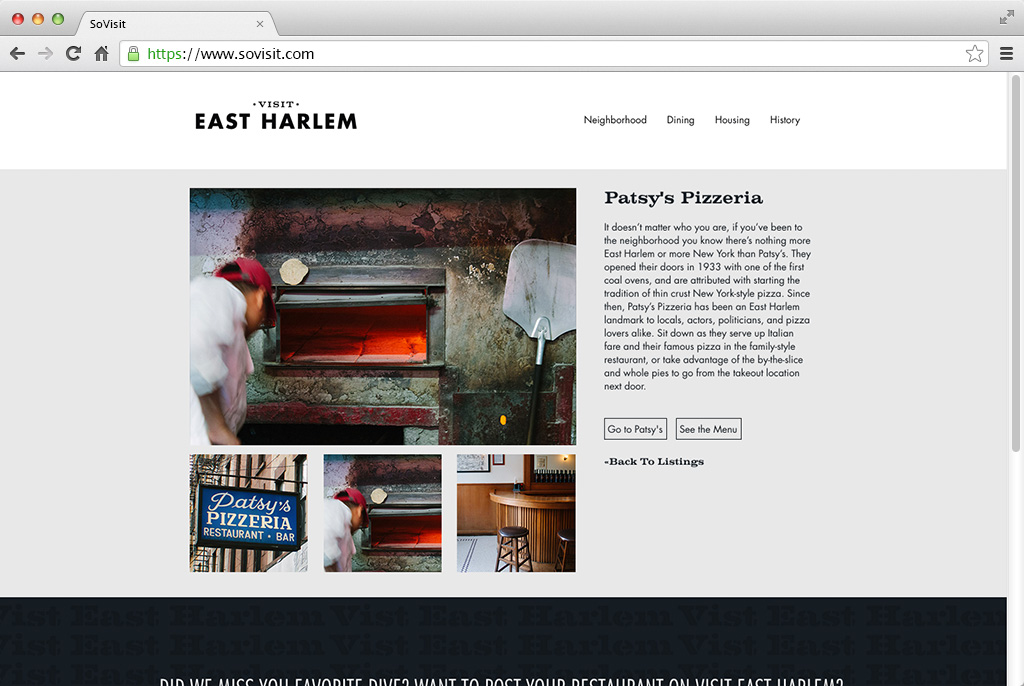 SoVisit
https://www.sovisit.com
•VISIT•
EAST HARLEM
Neighborhood Dining Housing History
Patsy's Pizzeria
It doesn't matter who you are, if you've been to
the neighborhood you know there's nothing more
East Harlem or more New York than Patsy's. They
opened their doors in 1933 with one of the first
coal ovens, and are attributed with starting the
tradition of thin crust New York-style pizza. Since
then, Patsy's Pizzeria has been an East Harlem
landmark to locals, actors, politicians, and pizza
lovers alike. Sit down as they serve up Italian
fare and their famous pizza in the family-style
restaurant, or take advantage of the by-the-slice
and whole pies to go from the takeout location
next door.
Go to Patsy's See the Menu
-Back To Listings
Patsy's
PIZZERIA
RESTAURANT • BAR
Vist East Harlem Vist East Harlem
Vist East Harlem Vist East Harlem
Vist East Harlem Vist East Harlem
DID WE MISS YOU FAVORITE DIVE? WANT TO POST YOUR RESTAURANT ON VISIT EAST HARLEM?